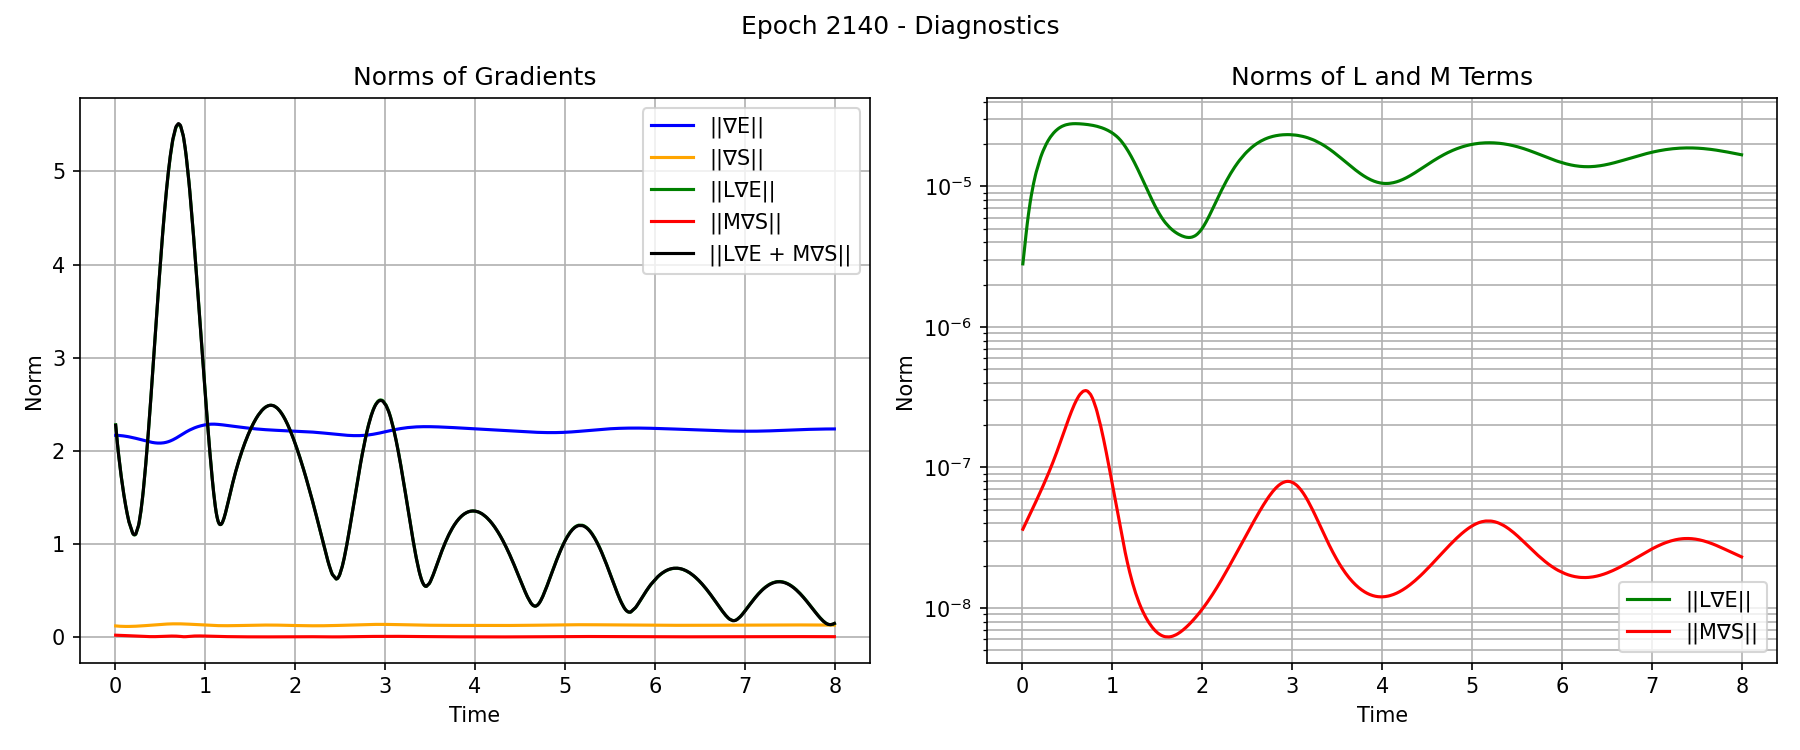 Epoch 2140 - Diagnostics
Norms of Gradients
Norm
5
4
3
2
1
0
0 1 2 3 4 5 6 7 8
Time
||∇E||
||∇S||
||L∇E||
||M∇S||
||L∇E + M∇S||
Norms of L and M Terms
Norm
10⁻⁵
10⁻⁶
10⁻⁷
10⁻⁸
0 1 2 3 4 5 6 7 8
Time
||L∇E||
||M∇S||